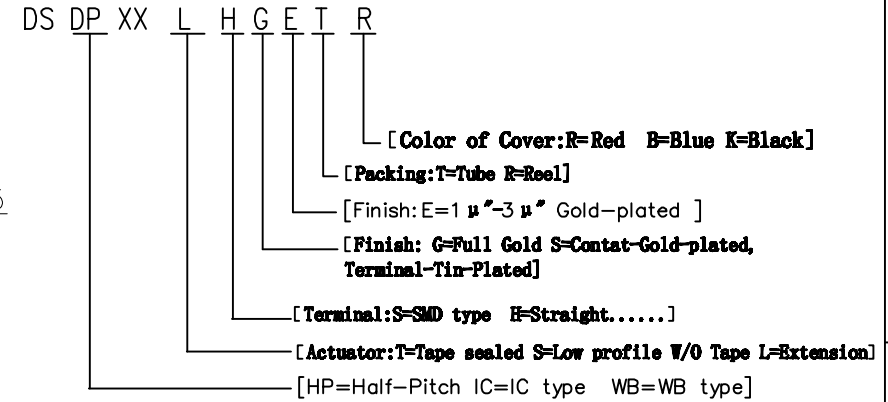 DS DP XX L H G E T R
[Color of Cover:R=Red B=Blue K=Black]
[Packing:T=Tube R=Reel]
[Finish:E=1 μ"-3 μ" Gold-plated ]
[Finish: G=Full Gold S=Contat-Gold-plated,
Terminal-Tin-Plated]
[Terminal:S=SMD type H=Straight......]
[Actuator:T=Tape sealed S=Low profile W/O Tape L=Extension]
[HP=Half-Pitch IC=IC type WB=WB type]